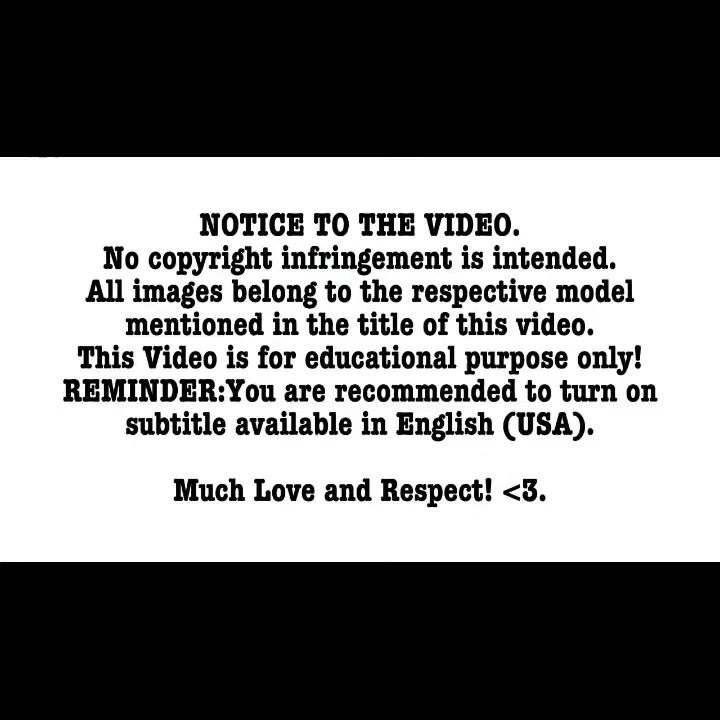 NOTICE TO THE VIDEO.
No copyright infringement is intended.
All images belong to the respective model
mentioned in the title of this video.
This Video is for educational purpose only!
REMINDER:You are recommended to turn on
subtitle available in English (USA).
Much Love and Respect! <3.